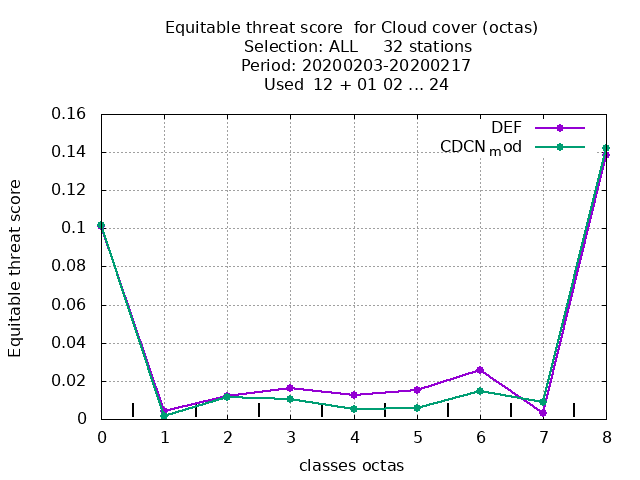 Equitable threat score  for Cloud cover (octas)
Selection: ALL     32 stations
Period: 20200203-20200217
Used  12 + 01 02 ... 24
DEF
CDCN_mod
Equitable threat score
0.16
0.14
0.12
0.1
0.08
0.06
0.04
0.02
0
0 1 2 3 4 5 6 7 8
classes octas